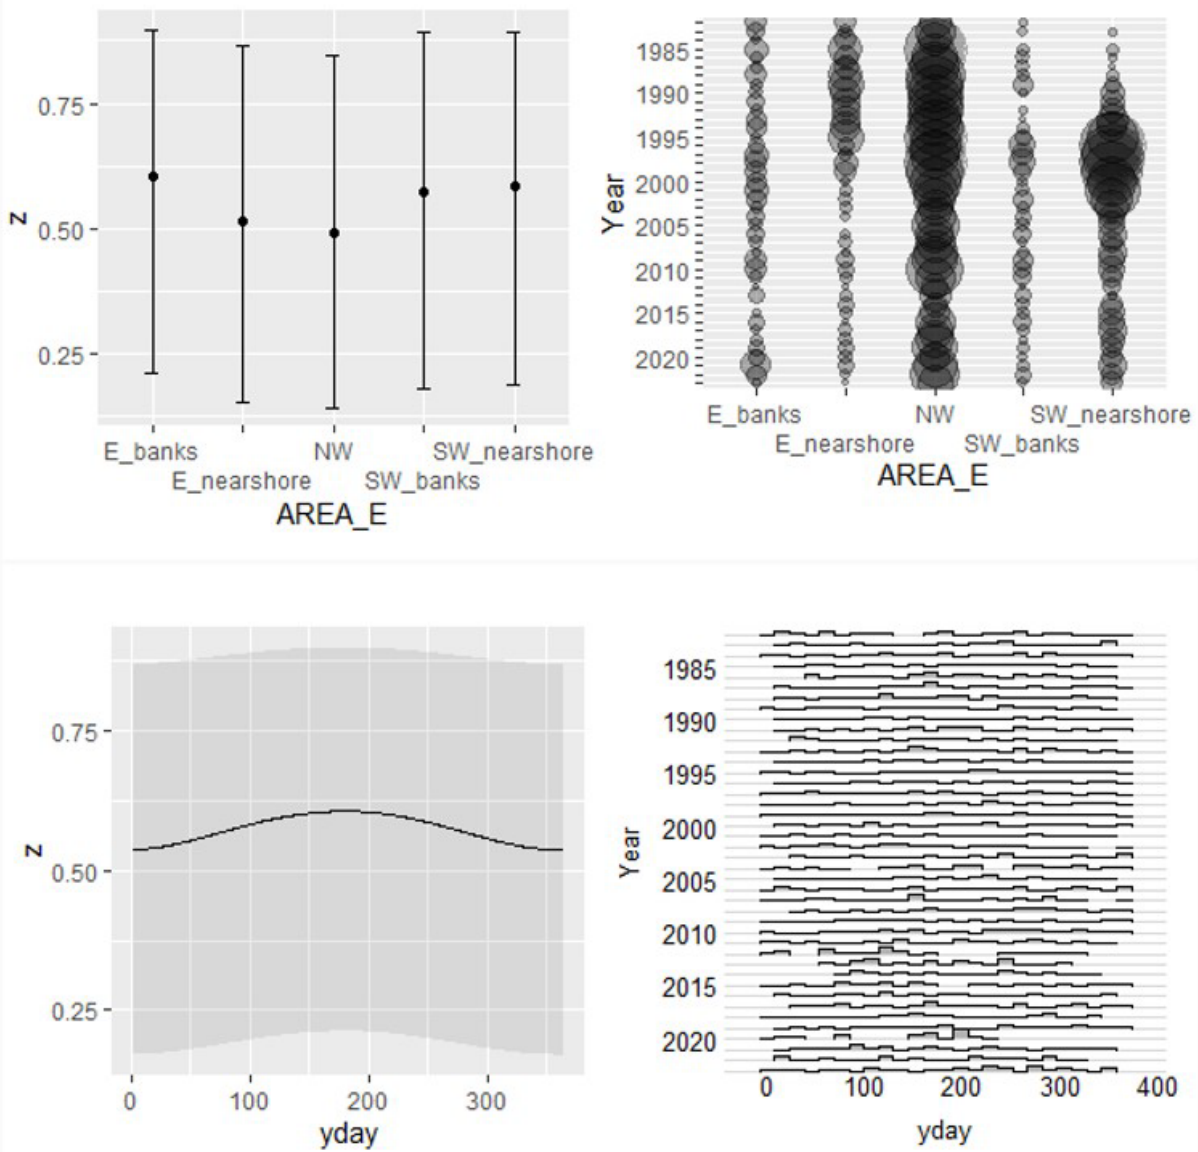 z
0.75
0.50
0.25
E_banks NW SW_nearshore
E_nearshore SW_banks
AREA_E
Year
1985
1990
1995
2000
2005
2010
2015
2020
E_banks NW SW_nearshore
E_nearshore SW_banks
AREA_E
z
0.75
0.50
0.25
0 100 200 300
yday
Year
1985
1990
1995
2000
2005
2010
2015
2020
0 100 200 300 400
yday